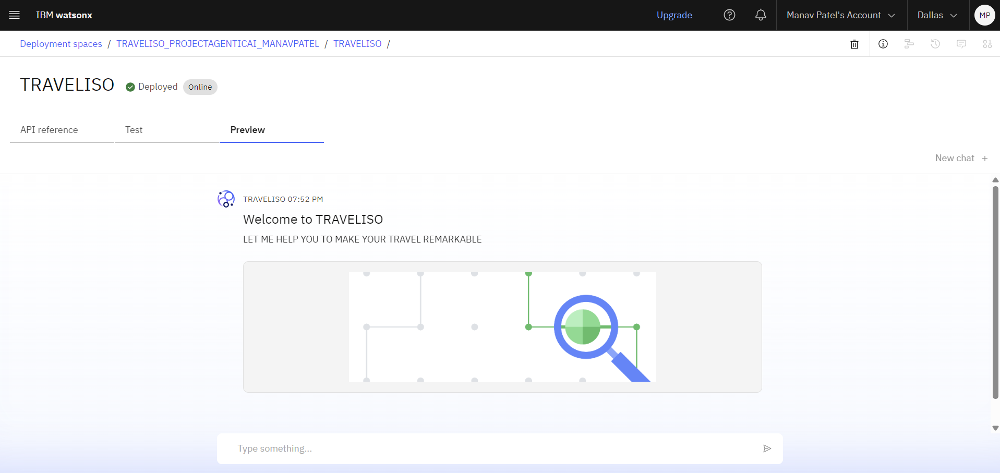 IBM watsonx
Upgrade
Manav Patel's Account
Dallas
MP
Deployment spaces / TRAVELISO_PROJECTAGENTICAI_MANAVPATEL / TRAVELISO /
TRAVELISO
Deployed
Online
API reference
Test
Preview
New chat +
TRAVELISO 07:52 PM
Welcome to TRAVELISO
LET ME HELP YOU TO MAKE YOUR TRAVEL REMARKABLE
Type something...